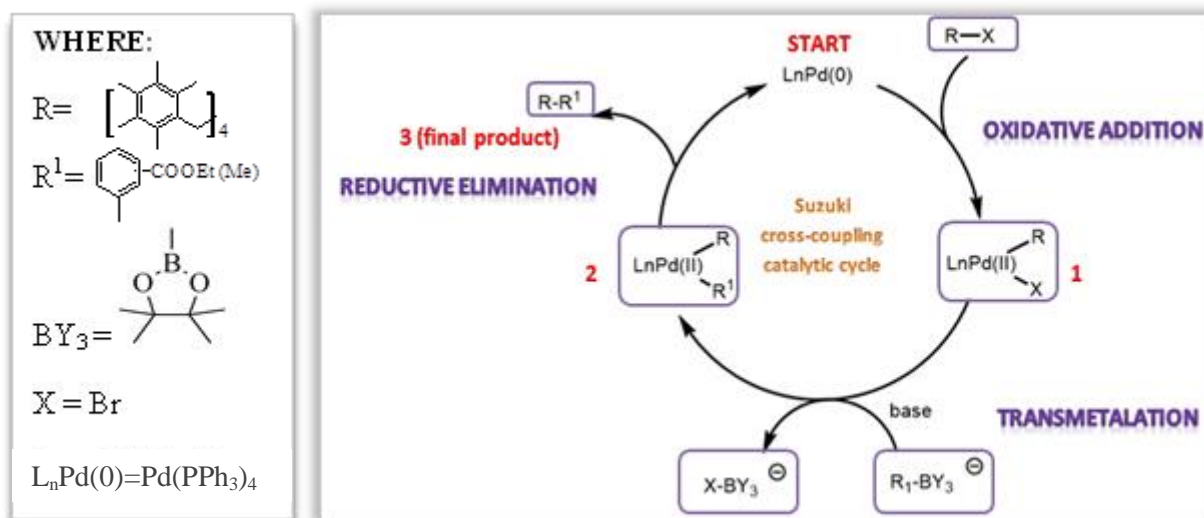 WHERE:
R=
4
R¹=
COOEt(Me)
B
O O
BY₃=
X = Br
LₙPd(0)=Pd(PPh₃)₄
START
LnPd(0)
R—X
R-R¹
3 (final product)
OXIDATIVE ADDITION
REDUCTIVE ELIMINATION
Suzuki
cross-coupling
catalytic cycle
2
LnPd(II)
R
R¹
LnPd(II)
R
X
1
base
TRANSMETALATION
X-BY₃ ⊖
R₁-BY₃ ⊖